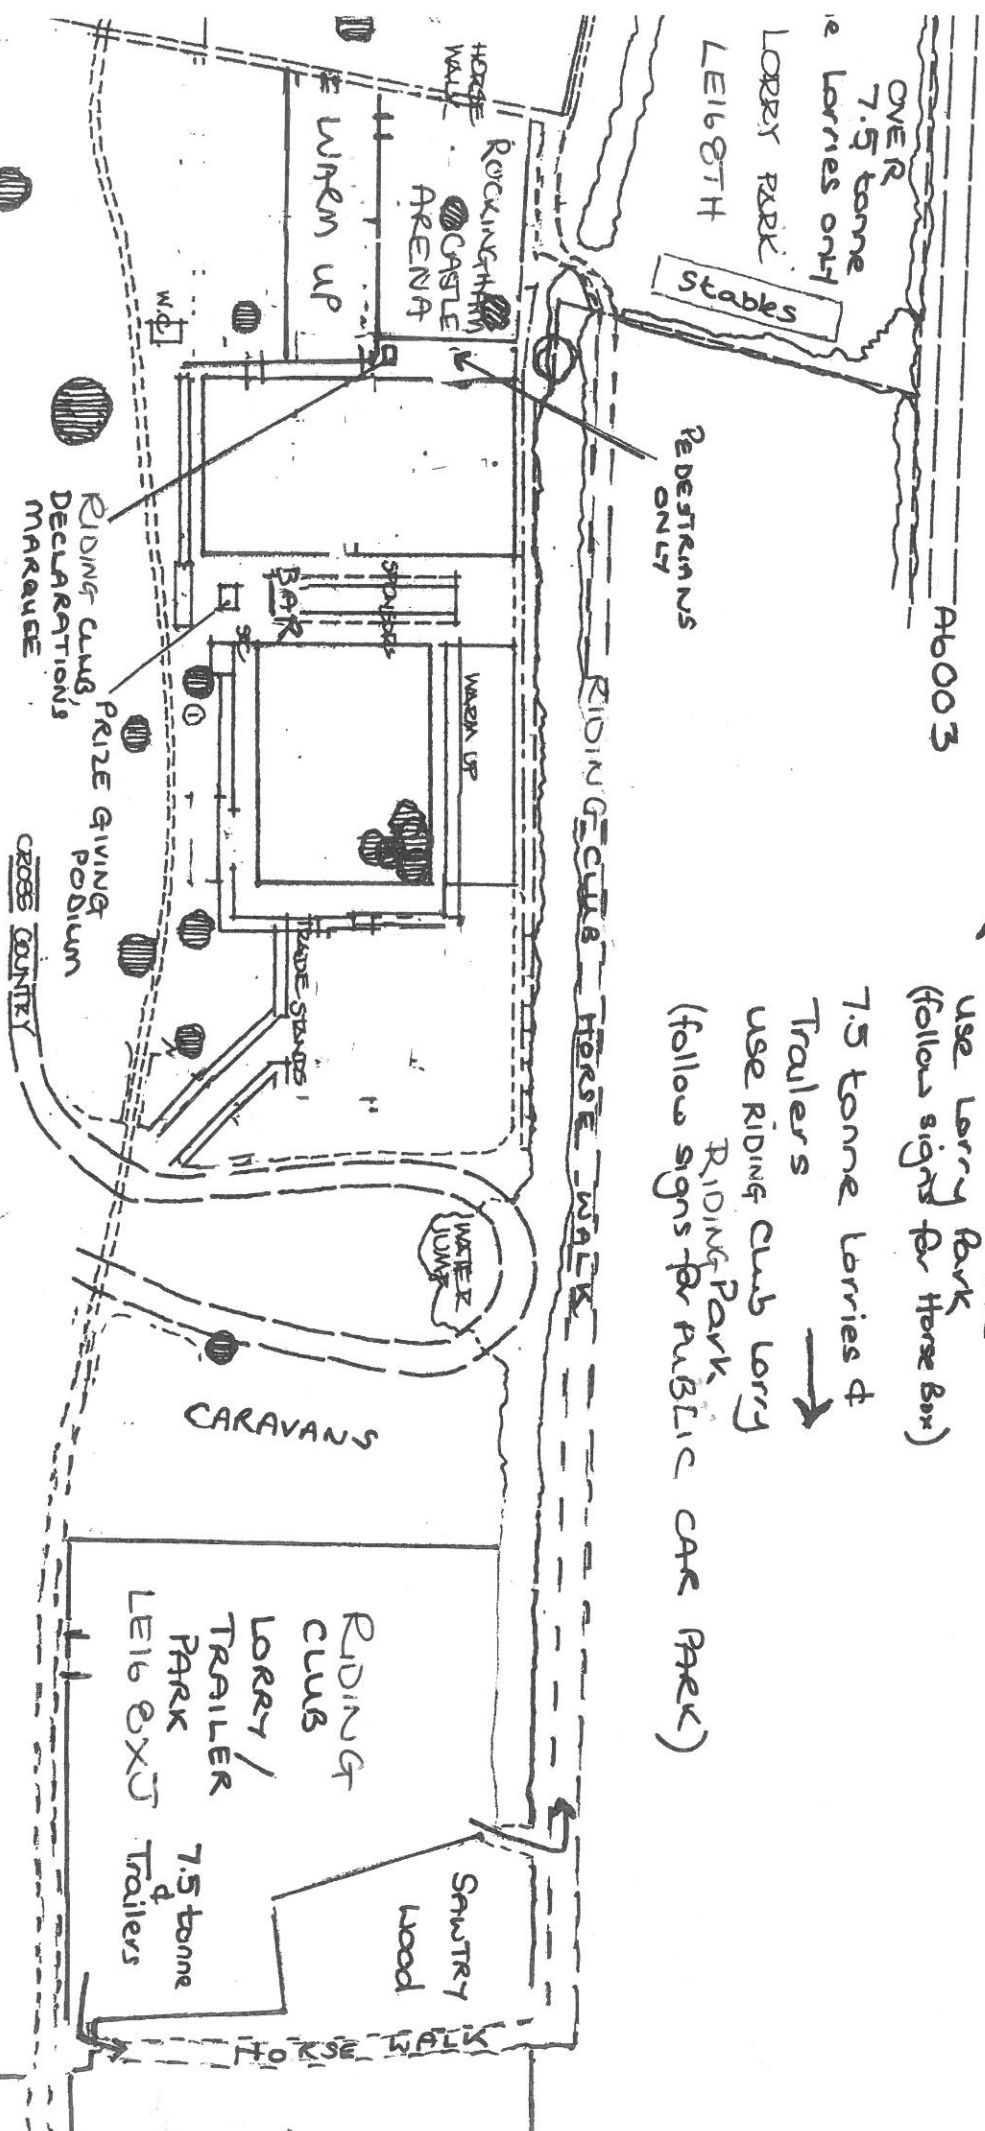 A6003
OVER
7.5 tonne
lorries only
LORRY PARK
LE16 8TH
Stables
use Lorry Park
(follow signs for Horse Box)
7.5 tonne Lorries &
Trailers
use RIDING Club Lorry
RIDING Park
(follow signs for PUBLIC CAR PARK)
PEDESTRIANS
ONLY
RIDING CLUB HORSE WALK
HORSE
WALK
ROCKINGHAM
CASTLE
ARENA
WARM UP
W.C
SPONSORS
BAR
WARM UP
SC
RIDING CLUB,
DECLARATIONS
MARQUEE
PRIZE GIVING
PODIUM
TRADE STANDS
CROSS COUNTRY
WATER
JUMP
CARAVANS
RIDING
CLUB
LORRY/
TRAILER
PARK
LE16 8XJ
7.5 tonne
&
Trailers
SAWTRY
WOOD
HORSE WALK